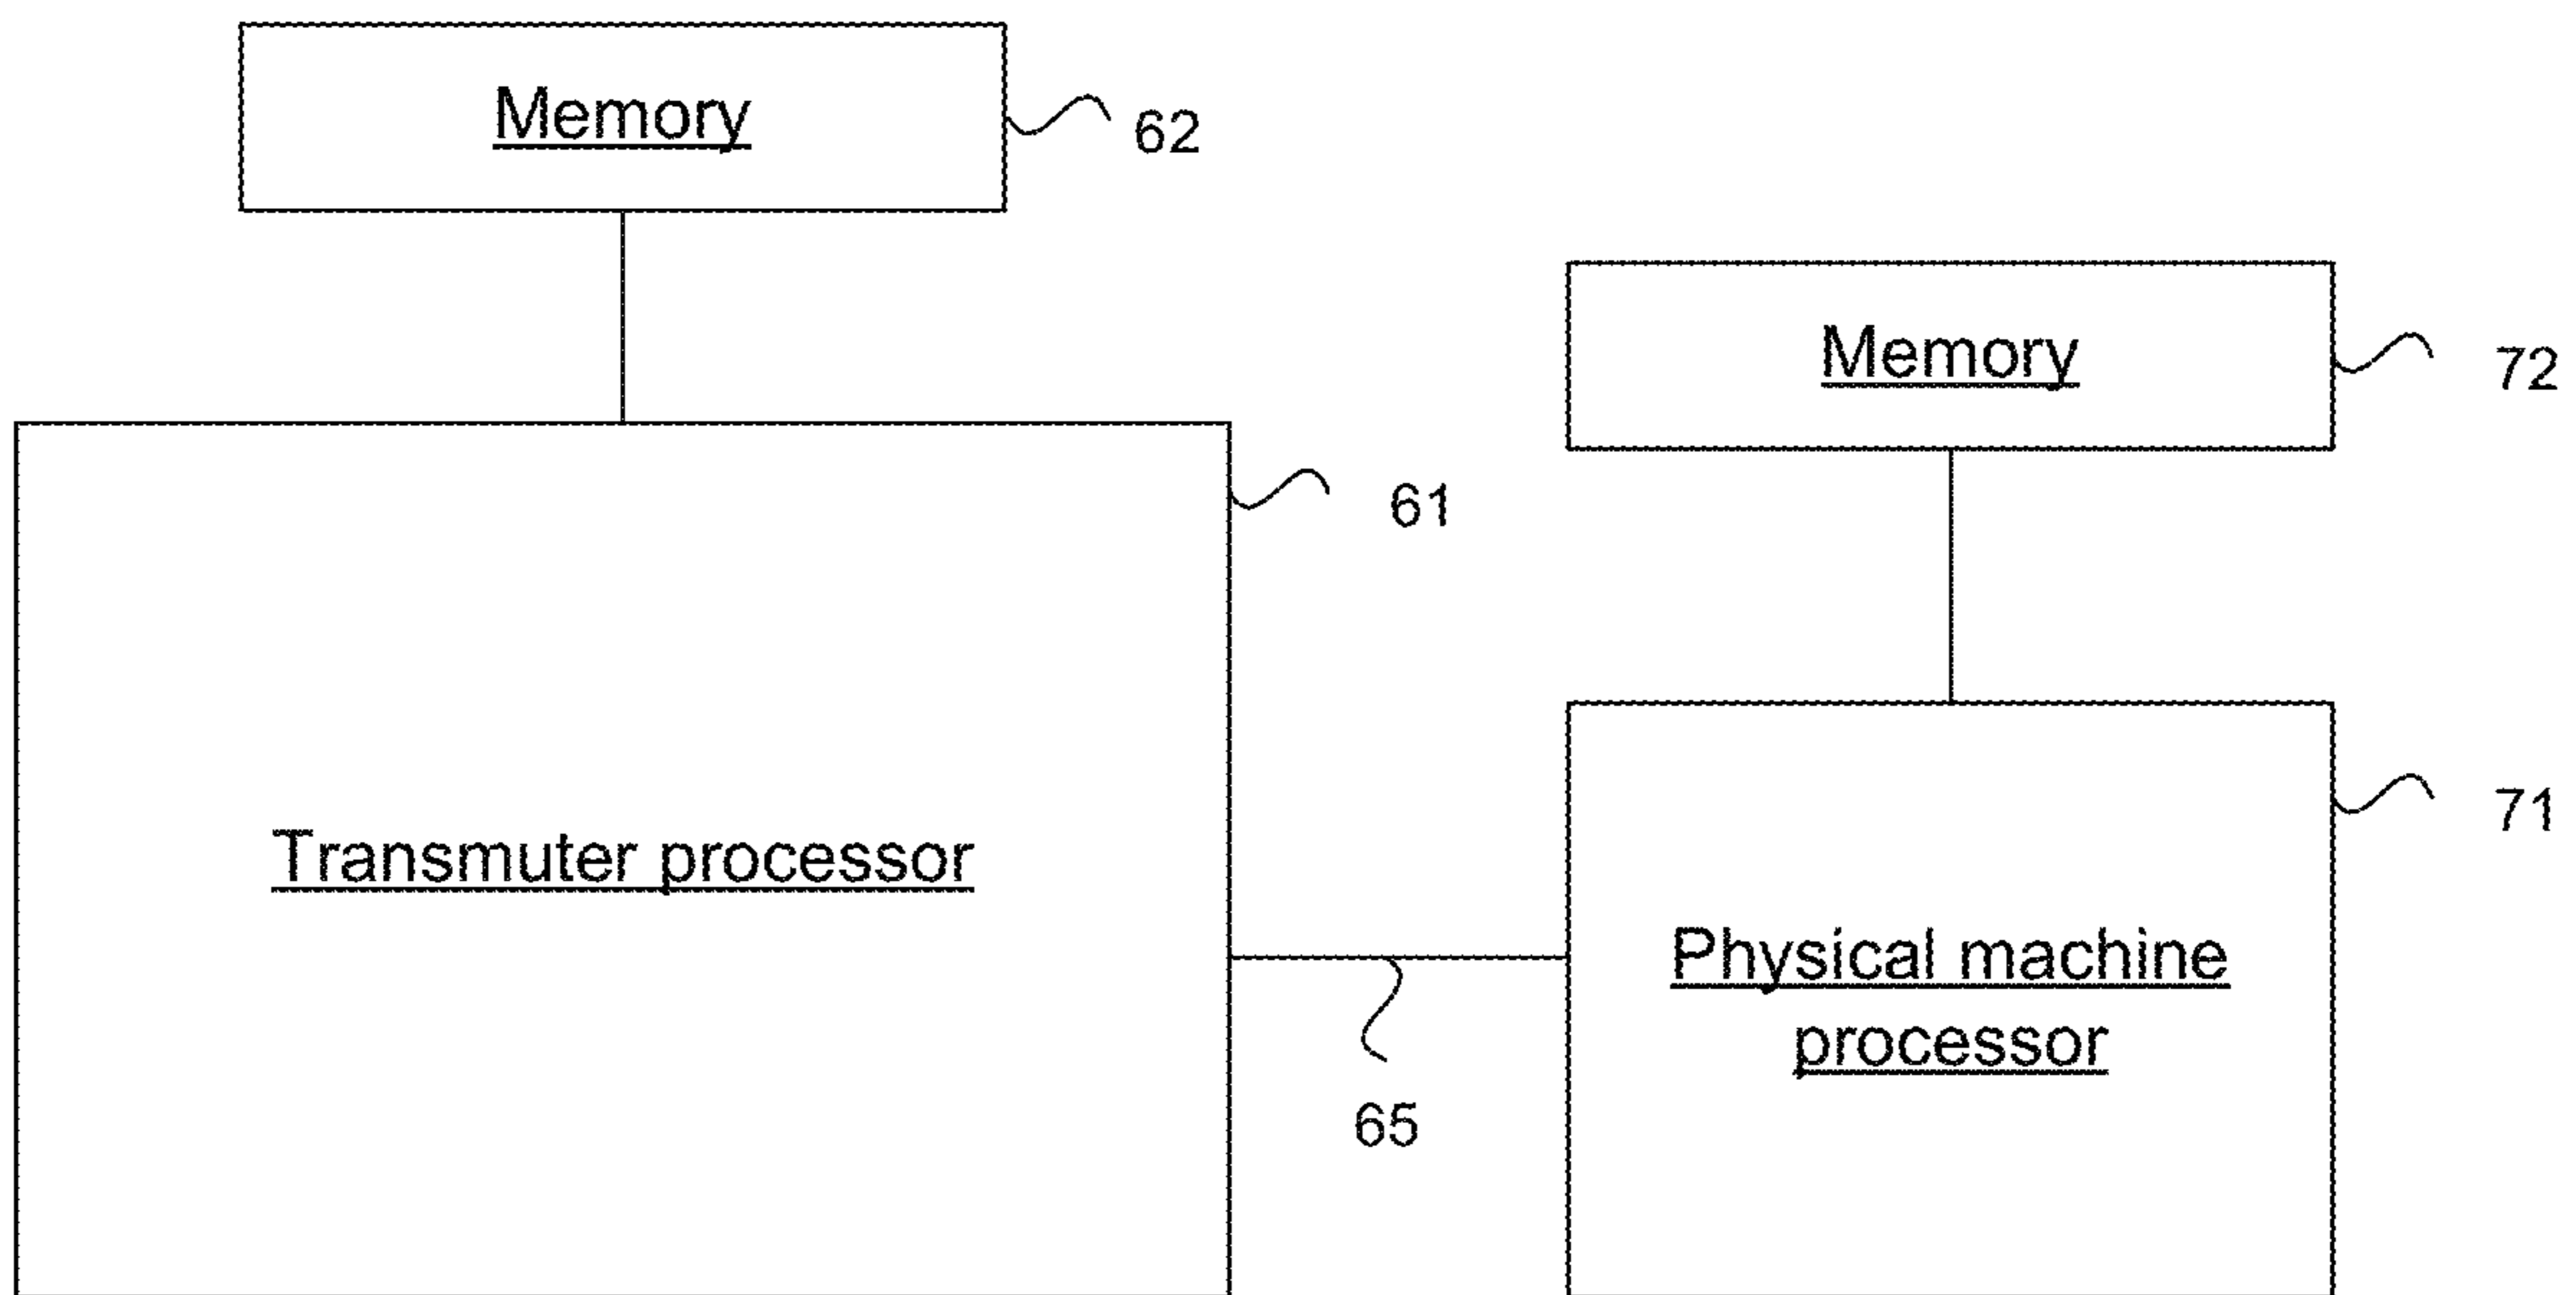 Memory
62
Memory
72
61
Transmuter processor
71
Physical machine
processor
65